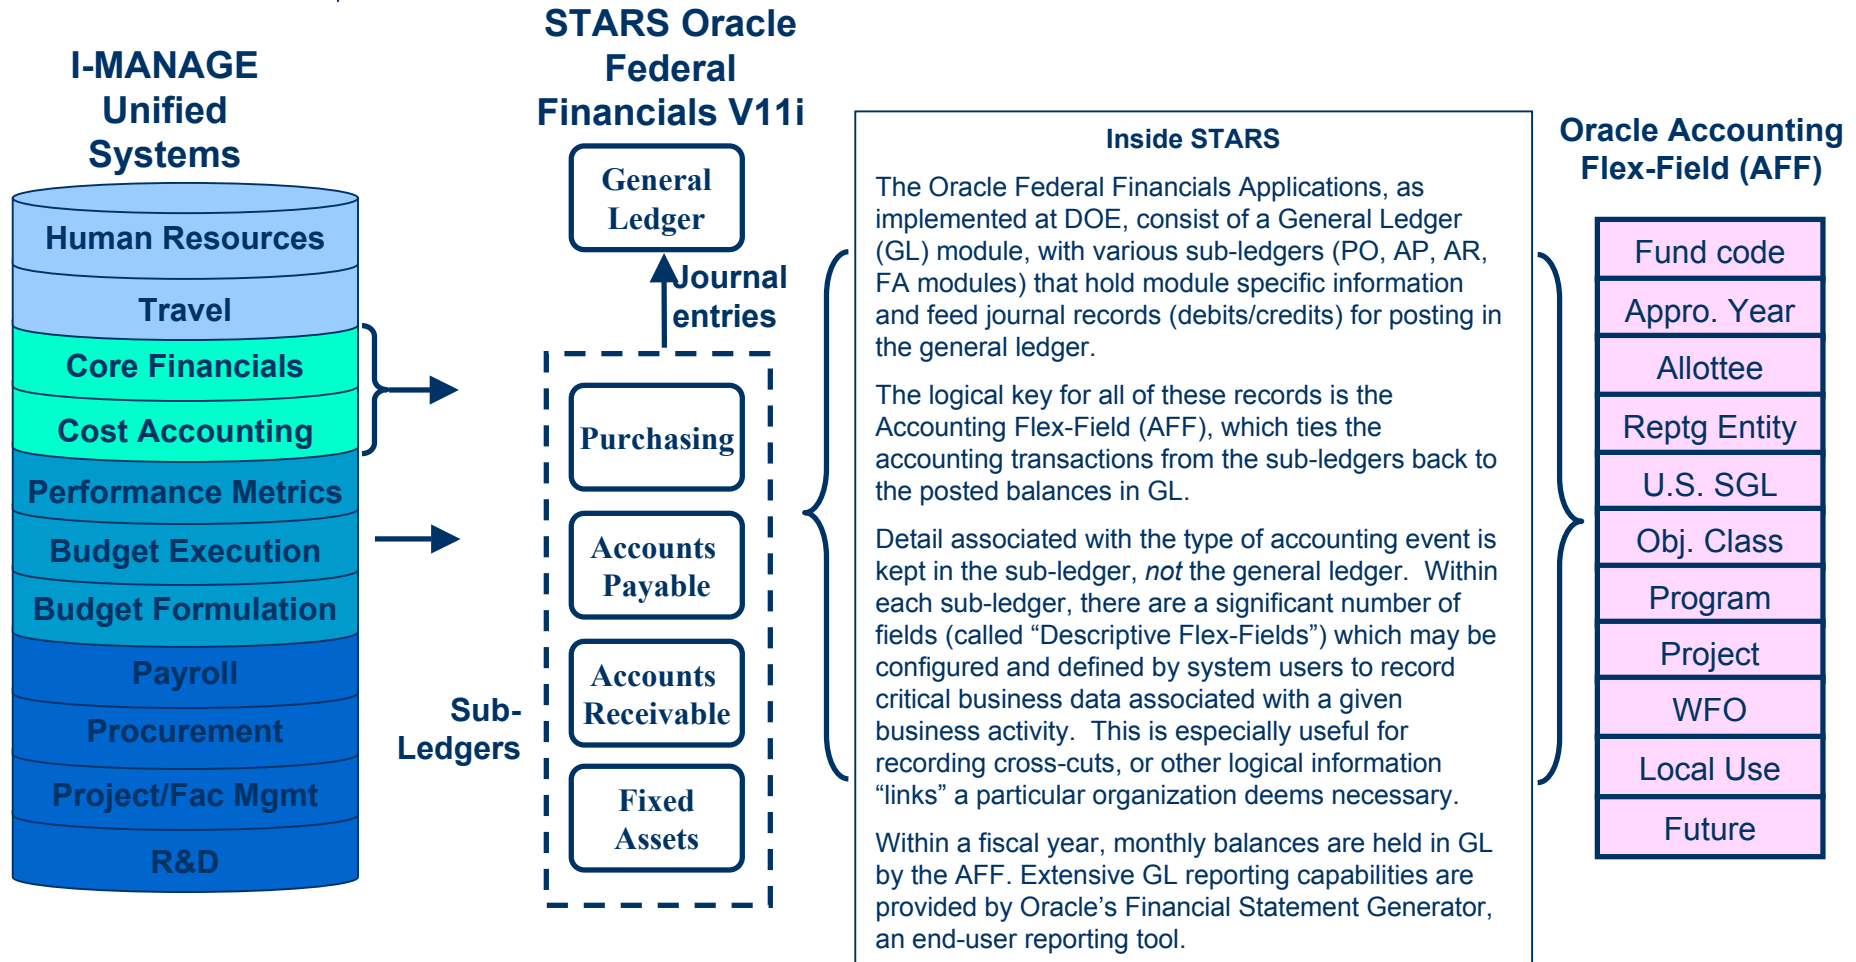 I-MANAGE
Unified
Systems
Human Resources
Travel
Core Financials
Cost Accounting
Performance Metrics
Budget Execution
Budget Formulation
Payroll
Procurement
Project/Fac Mgmt
R&D
STARS Oracle
Federal
Financials V11i
General
Ledger
Journal
entries
Purchasing
Accounts
Payable
Accounts
Receivable
Fixed
Assets
Sub-
Ledgers
Inside STARS
The Oracle Federal Financials Applications, as
implemented at DOE, consist of a General Ledger
(GL) module, with various sub-ledgers (PO, AP, AR,
FA modules) that hold module specific information
and feed journal records (debits/credits) for posting in
the general ledger.
The logical key for all of these records is the
Accounting Flex-Field (AFF), which ties the
accounting transactions from the sub-ledgers back to
the posted balances in GL.
Detail associated with the type of accounting event is
kept in the sub-ledger, not the general ledger.  Within
each sub-ledger, there are a significant number of
fields (called “Descriptive Flex-Fields”) which may be
configured and defined by system users to record
critical business data associated with a given
business activity.  This is especially useful for
recording cross-cuts, or other logical information
“links” a particular organization deems necessary.
Within a fiscal year, monthly balances are held in GL
by the AFF. Extensive GL reporting capabilities are
provided by Oracle’s Financial Statement Generator,
an end-user reporting tool.
Oracle Accounting
Flex-Field (AFF)
Fund code
Appro. Year
Allottee
Reptg Entity
U.S. SGL
Obj. Class
Program
Project
WFO
Local Use
Future